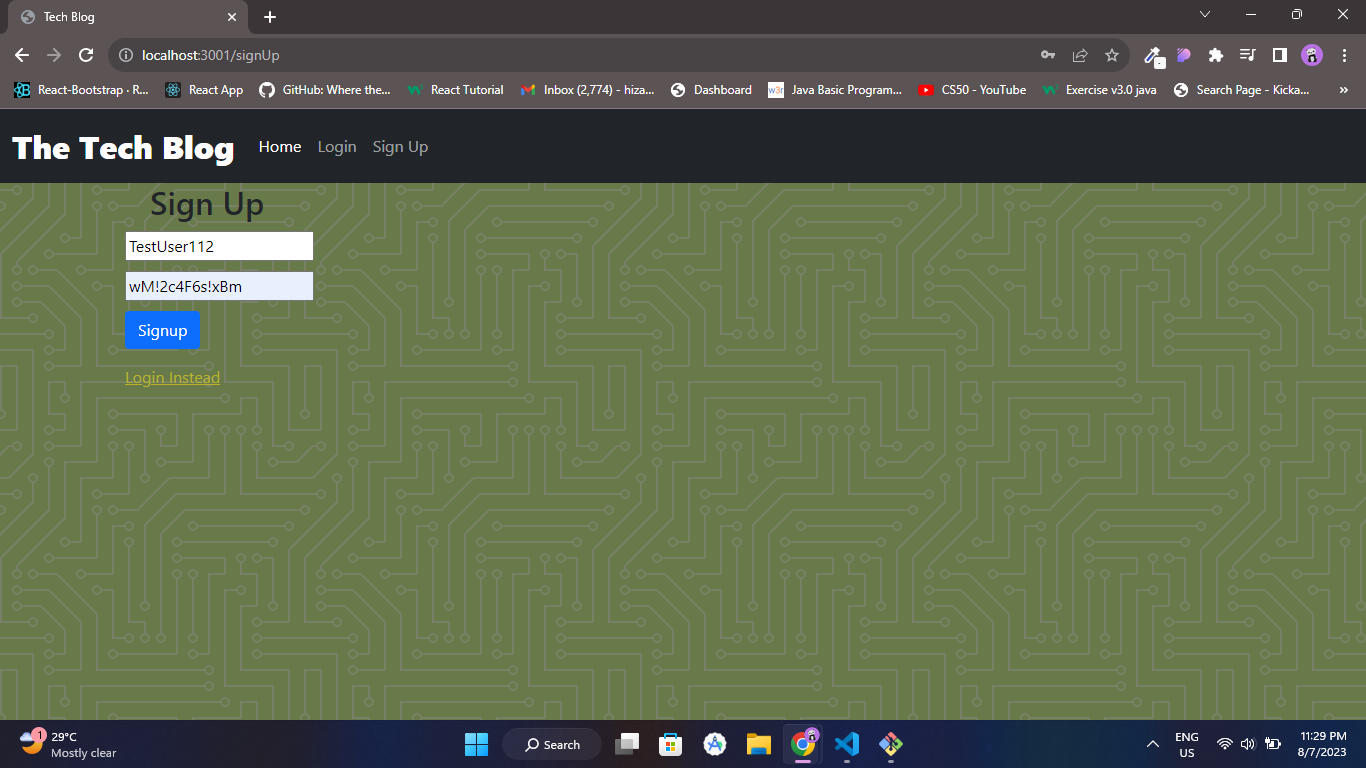 Tech Blog
localhost:3001/signUp
React-Bootstrap · R... React App GitHub: Where the... React Tutorial Inbox (2,774) - hiza... Dashboard w3r Java Basic Program... CS50 - YouTube Exercise v3.0 java Search Page - Kicka... »
The Tech Blog Home Login Sign Up
Sign Up
TestUser112
wM!2c4F6s!xBm
Signup
Login Instead
1 29°C
Mostly clear
Search
ENG
US
11:29 PM
8/7/2023